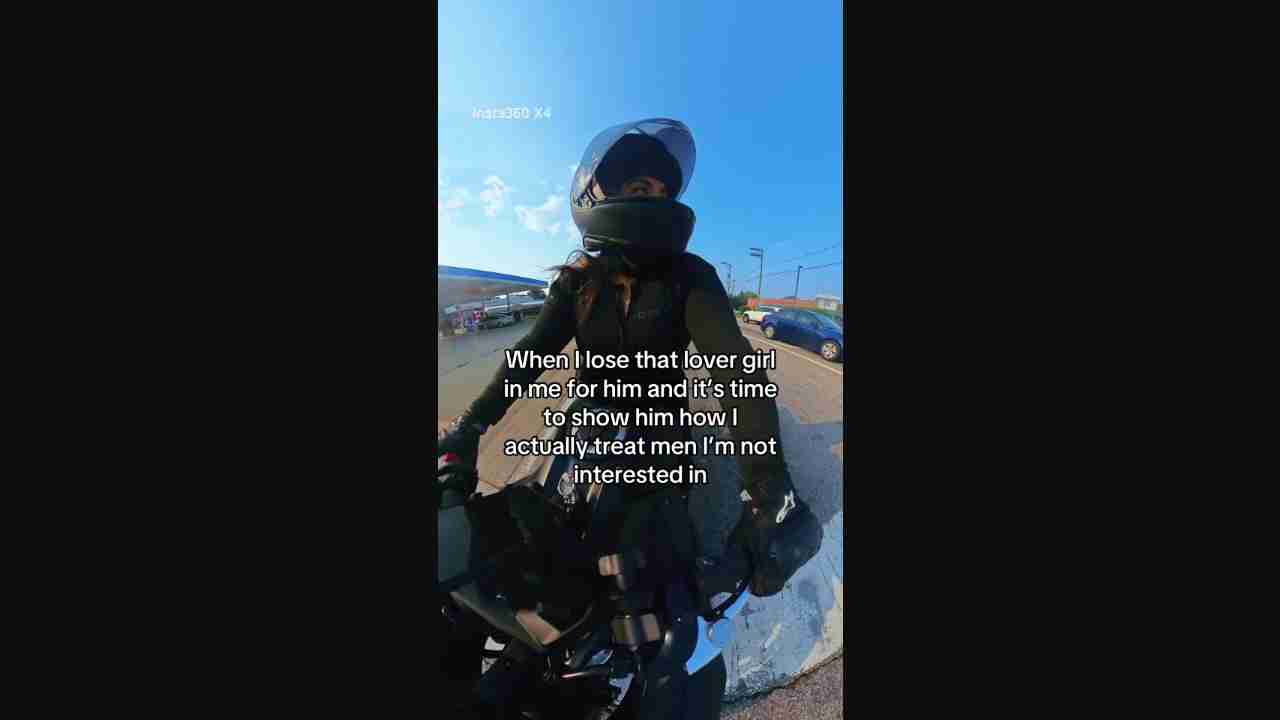 Insta360 X4
When I lose that lover girl
in me for him and it’s time
to show him how I
actually treat men I’m not
interested in